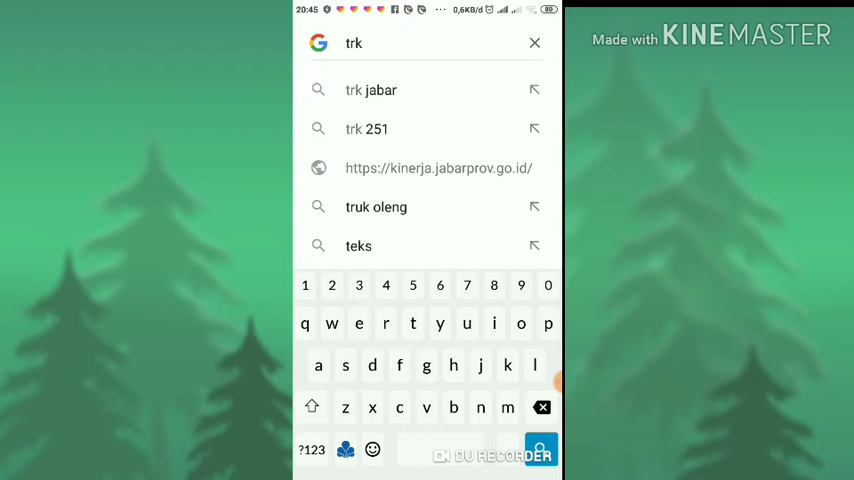 20:45 ... 0,6KB/d 80
Made with KINEMASTER
trk
trk jabar
trk 251
https://kinerja.jabarprov.go.id/
truk oleng
teks
1 2 3 4 5 6 7 8 9 0
q w e r t y u i o p
a s d f g h j k l
z x c v b n m
?123
DU RECORDER